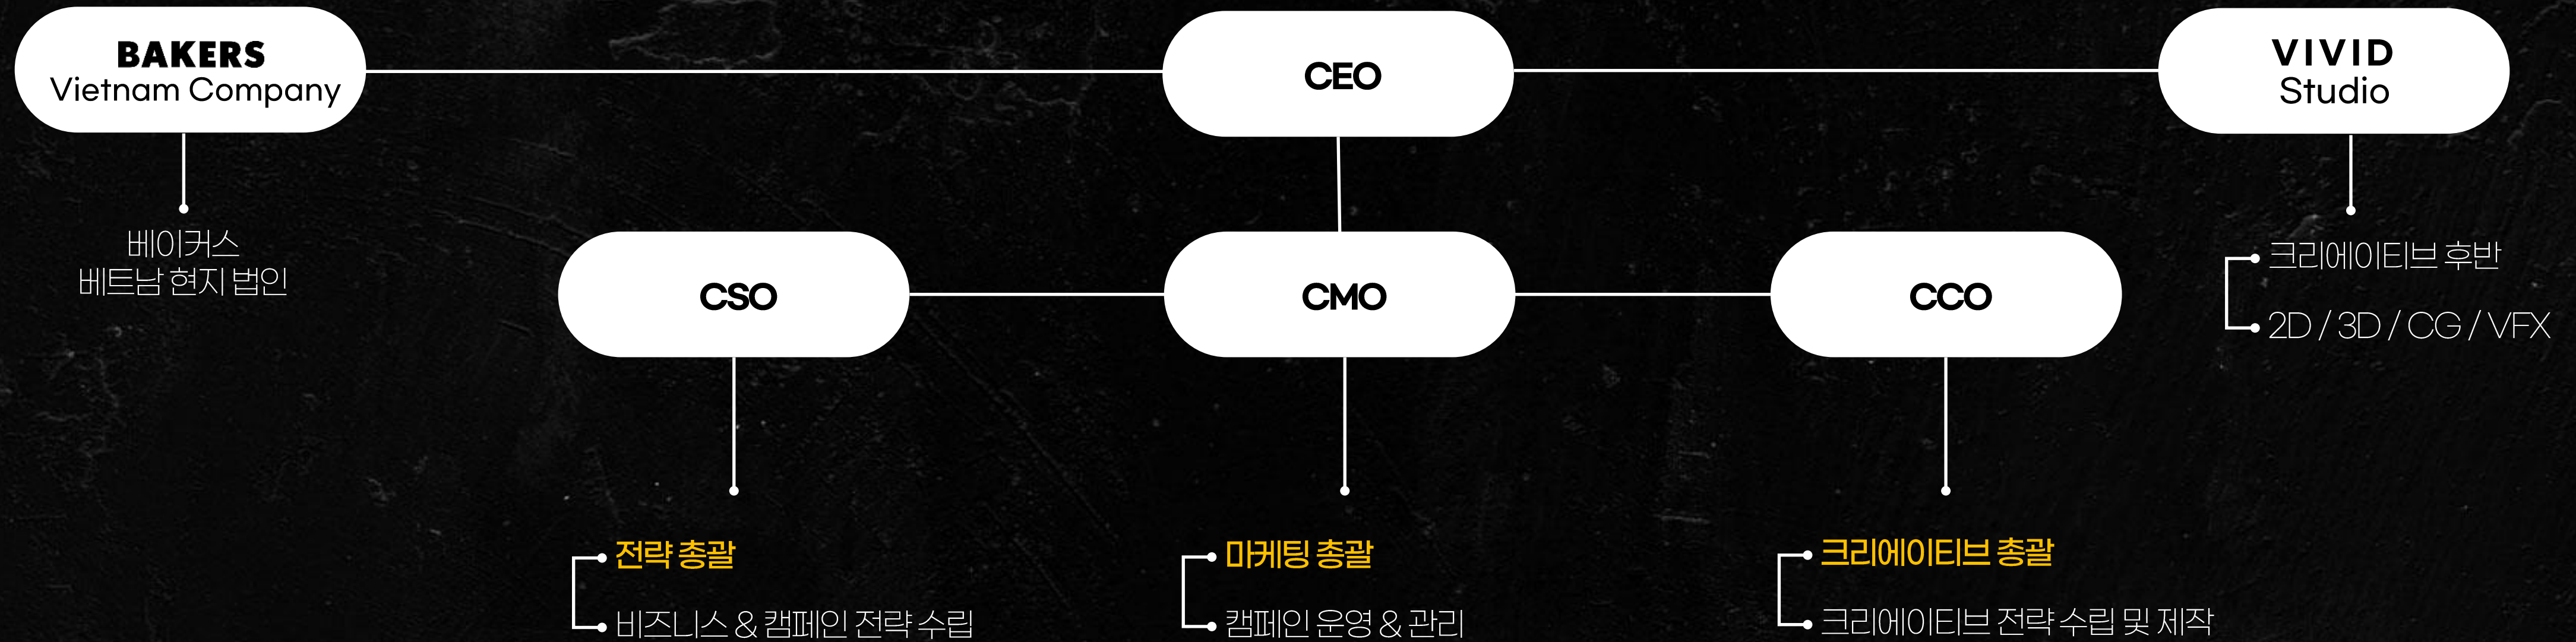 BAKERS
Vietnam Company
CEO
VIVID
Studio
베이커스
베트남 현지 법인
크리에이티브 후반
2D / 3D / CG / VFX
CSO
CMO
CCO
전략 총괄
비즈니스 & 캠페인 전략 수립
마케팅 총괄
캠페인 운영 & 관리
크리에이티브 총괄
크리에이티브 전략 수립 및 제작